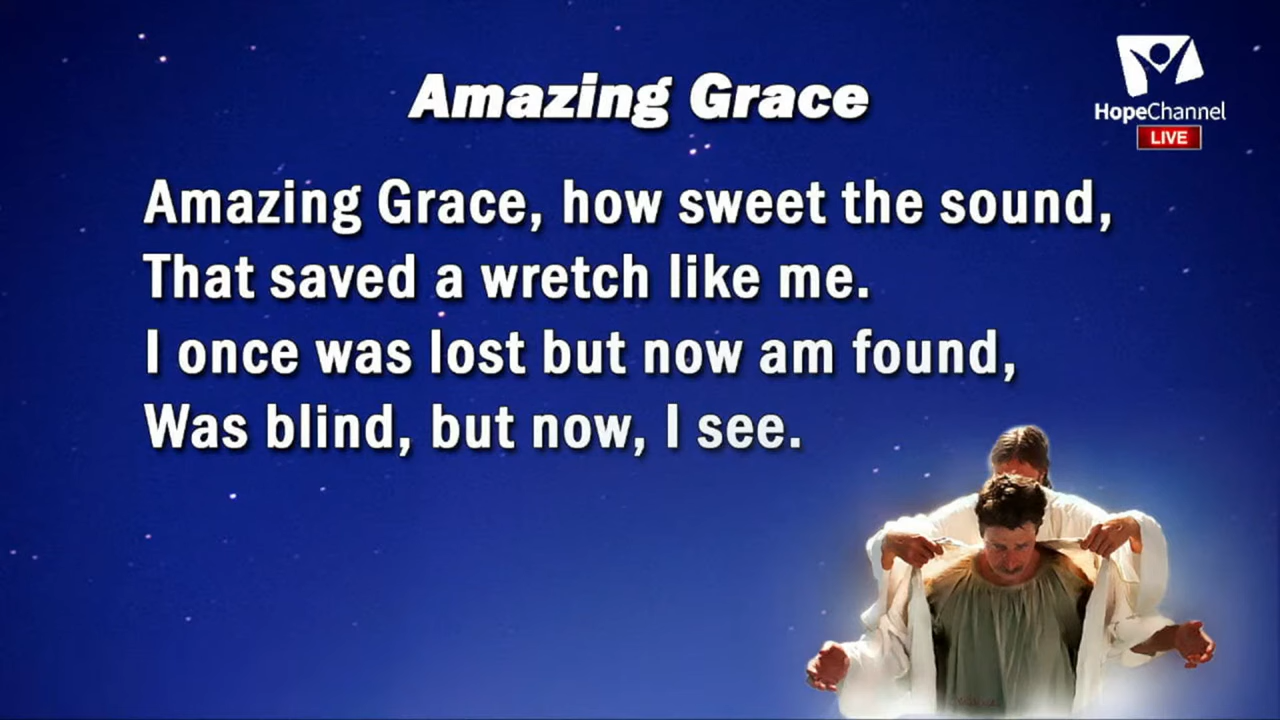 Amazing Grace
HopeChannel
LIVE
Amazing Grace, how sweet the sound,
That saved a wretch like me.
I once was lost but now am found,
Was blind, but now, I see.